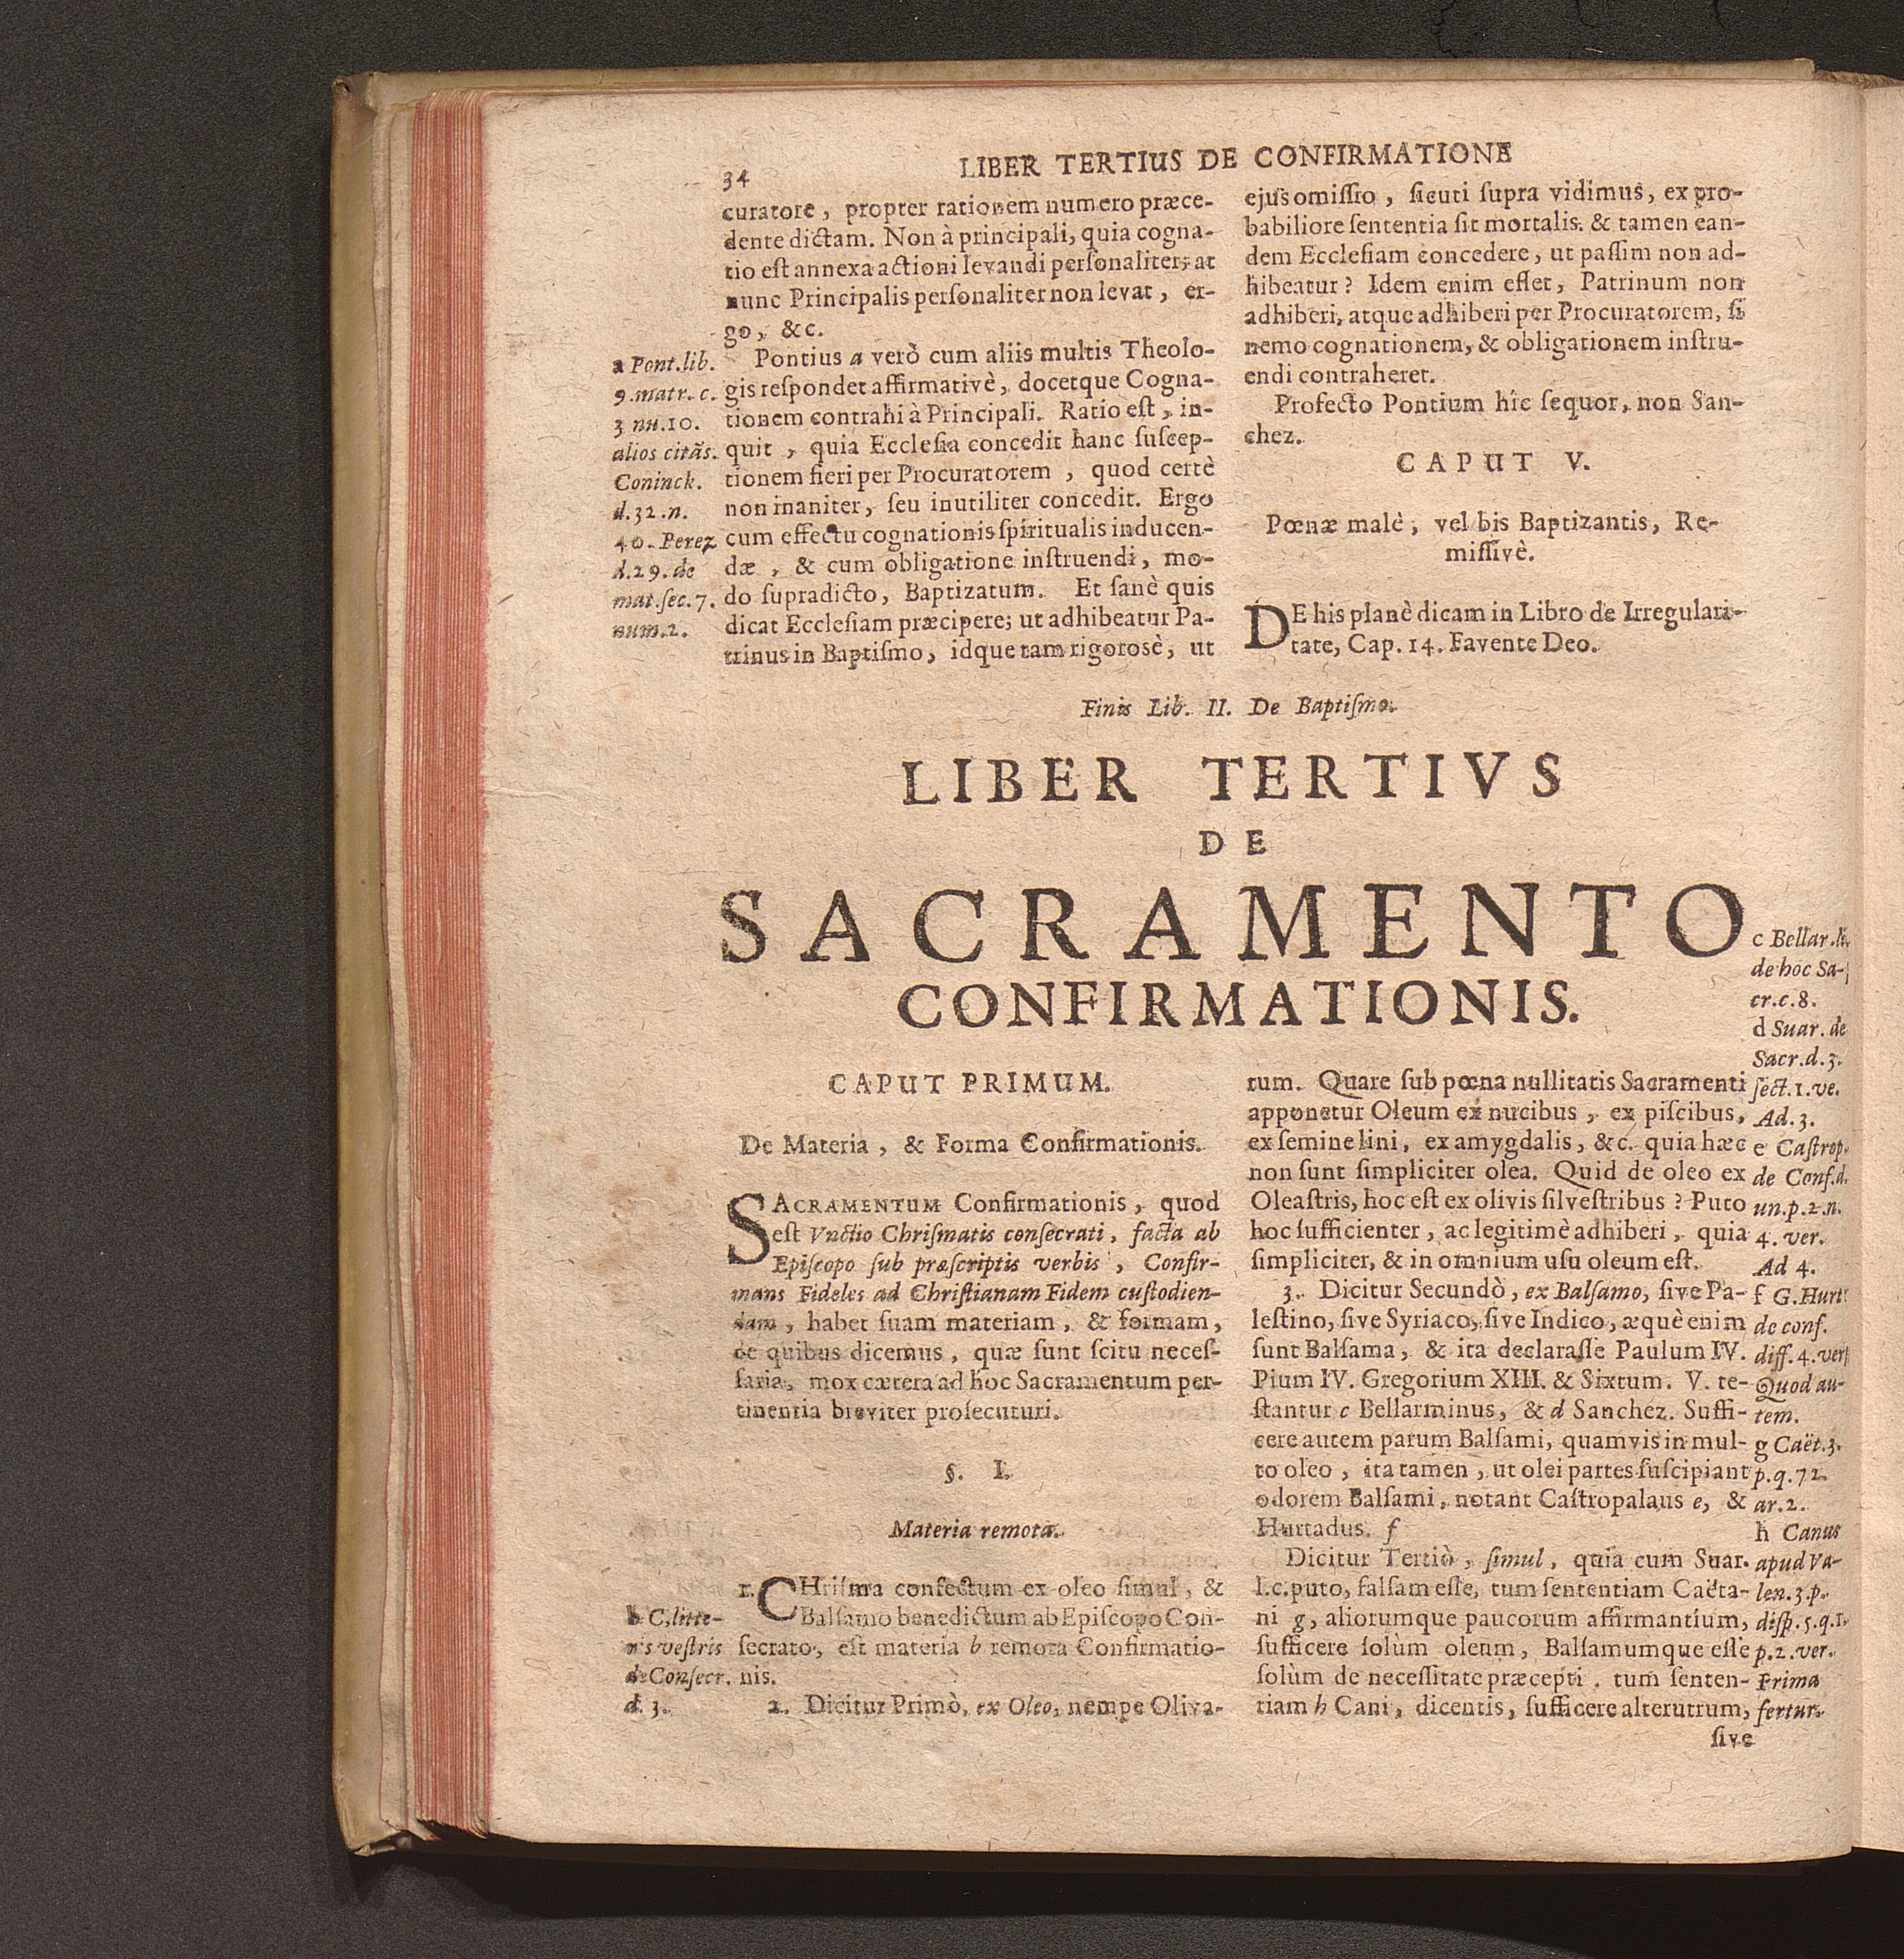 34
LIBER TERTIUS DE CONFIRMATIONE
curatore, propter rationem numero præce-
dente dictam. Non à principali, quia cogna-
tio eſt annexa actioni levandi perſonaliter; at
nunc Principalis perſonaliter non levat, er-
go, &c.
Pontius a verò cum aliis multis Theolo-
gis reſpondet affirmativè, docetque Cogna-
tionem contrahi à Principali. Ratio eſt, in-
quit, quia Eccleſia concedit hanc ſuſcep-
tionem fieri per Procuratorem, quod certè
non inaniter, ſeu inutiliter concedit. Ergo
cum effectu cognationis ſpiritualis inducen-
dæ, & cum obligatione inſtruendi, mo-
do ſupradicto, Baptizatum. Et ſanè quis
dicat Eccleſiam præcipere; ut adhibeatur Pa-
trinus in Baptiſmo, idque tam rigorosè, ut
a Pont.lib.
9.matr. c.
3 nu.10.
alios citãs.
Coninck.
d.32.n.
40. Perez
d.29.de
mat.ſec.7.
num.2.
ejus omiſſio, ſicuti ſupra vidimus, ex pro-
babiliore ſententia ſit mortalis. & tamen ean-
dem Eccleſiam concedere, ut paſſim non ad-
hibeatur? Idem enim eſſet, Patrinum non
adhiberi, atque adhiberi per Procuratorem, ſi
nemo cognationem, & obligationem inſtru-
endi contraheret.
Profecto Pontium hîc ſequor, non San-
chez.
CAPUT V.
Pœnæ malè, vel bis Baptizantis, Re-
miſſivè.
DE his planè dicam in Libro de Irregulari-
tate, Cap. 14. Favente Deo.
Finis Lib. II. De Baptiſmo.
LIBER TERTIVS
DE
SACRAMENTO
CONFIRMATIONIS.
CAPUT PRIMUM.
De Materia, & Forma Confirmationis.
SACRAMENTUM Confirmationis, quod
eſt Vnctio Chriſmatis conſecrati, facta ab
Epiſcopo ſub præſcriptis verbis, Confir-
mans Fideles ad Chriſtianam Fidem cuſtodien-
dam, habet ſuam materiam, & formam,
de quibus dicemus, quæ ſunt ſcitu neceſ-
ſaria, mox cætera ad hoc Sacramentum per-
tinentia breviter proſecuturi.
§. I.
Materia remota.
1. CHriſma confectum ex oleo ſimul, &
Balſamo benedictum ab Epiſcopo Con-
ſecrato, eſt materia b remota Confirmatio-
nis.
2. Dicitur Primò, ex Oleo, nempe Oliva-
b C.litte-
ris veſtris
de Conſecr.
d. 3.
rum. Quare ſub pœna nullitatis Sacramenti
apponetur Oleum ex nucibus, ex piſcibus,
ex ſemine lini, ex amygdalis, &c. quia hæc
non ſunt ſimpliciter olea. Quid de oleo ex
Oleaſtris, hoc eſt ex olivis ſilveſtribus? Puto
hoc ſufficienter, ac legitimè adhiberi, quia
ſimpliciter, & in omnium uſu oleum eſt.
3. Dicitur Secundò, ex Balſamo, ſive Pa-
leſtino, ſive Syriaco, ſive Indico, æquè enim
ſunt Balſama, & ita declaraſſe Paulum IV.
Pium IV. Gregorium XIII. & Sixtum. V. te-
ſtantur c Bellarminus, & d Sanchez. Suffi-
cere autem parum Balſami, quamvis in mul-
to oleo, ita tamen, ut olei partes ſuſcipiant
odorem Balſami, notant Caſtropalaus e, &
Hurtadus. f
Dicitur Tertiò, ſimul, quia cum Suar.
l.c.puto, falſam eſſe, tum ſententiam Caëta-
ni g, aliorumque paucorum affirmantium,
ſufficere ſolùm oleum, Balſamumque eſſe
ſolùm de neceſſitate præcepti. tum ſenten-
tiam h Cani, dicentis, ſufficere alterutrum,
ſive
c Bellar.li.
de hoc Sa-
cr.c.8.
d Suar. de
Sacr.d.3.
ſect.1.ve.
Ad.3.
e Caſtrop.
de Conf.d.
un.p.2.n.
4. ver.
Ad 4.
f G.Hurt.
de conf.
diff.4.ver
Quod au-
tem.
g Caët.3.
p.q.72.
ar.2.
h Canus
apud Va-
len.3.p.
diſp.5.q.1.
p.2.ver.
Prima
fertur.